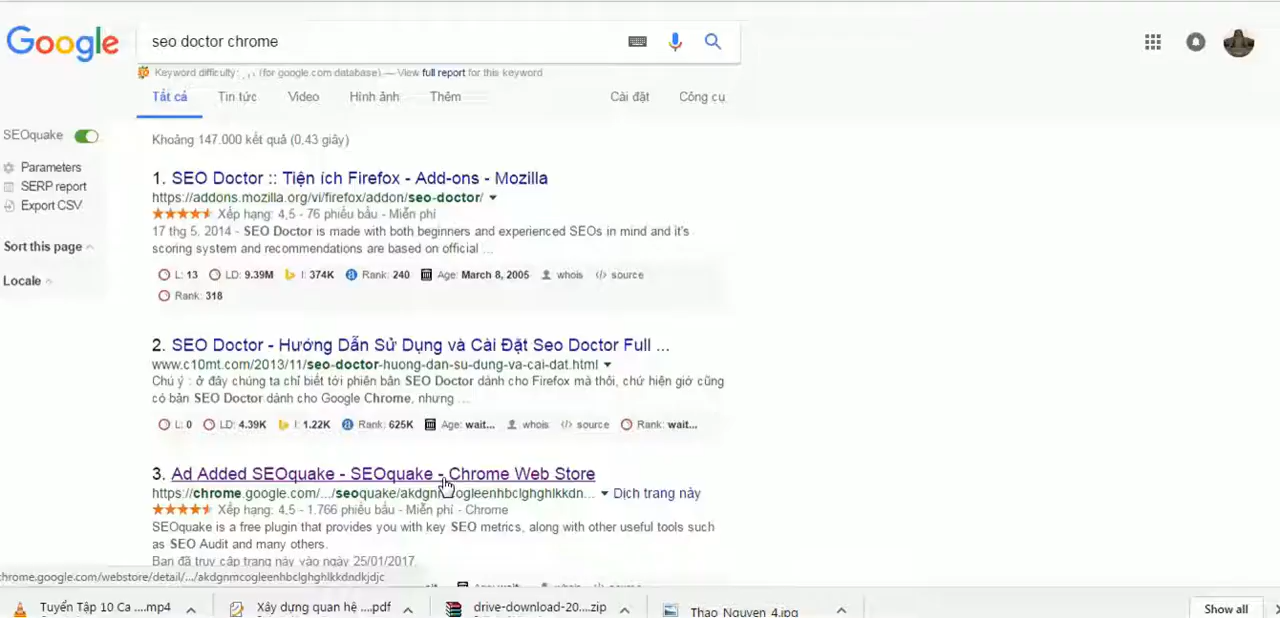 Google
seo doctor chrome
Keyword difficulty: (for google.com database) — View full report for this keyword
Tất cả Tin tức Video Hình ảnh Thêm Cài đặt Công cụ
SEOquake
Parameters
SERP report
Export CSV
Sort this page
Locale
Khoảng 147.000 kết quả (0,43 giây)
1. SEO Doctor :: Tiện ích Firefox - Add-ons - Mozilla
https://addons.mozilla.org/vi/firefox/addon/seo-doctor/
Xếp hạng: 4,5 - 76 phiếu bầu - Miễn phí
17 thg 5, 2014 - SEO Doctor is made with both beginners and experienced SEOs in mind and it's
scoring system and recommendations are based on official ...
L: 13 LD: 9.39M I: 374K Rank: 240 Age: March 8, 2005 whois </> source
Rank: 318
2. SEO Doctor - Hướng Dẫn Sử Dụng và Cài Đặt Seo Doctor Full ...
www.c10mt.com/2013/11/seo-doctor-huong-dan-su-dung-va-cai-dat.html
Chú ý : ở đây chúng ta chỉ biết tới phiên bản SEO Doctor dành cho Firefox mà thôi, chứ hiện giờ cũng
có bản SEO Doctor dành cho Google Chrome, nhưng ...
L: 0 LD: 4.39K I: 1.22K Rank: 625K Age: wait... whois </> source Rank: wait...
3. Ad Added SEOquake - SEOquake - Chrome Web Store
https://chrome.google.com/.../seoquake/ Dịch trang này
Xếp hạng: 4,5 - 1.766 phiếu bầu - Miễn phí - Chrome
SEOquake is a free plugin that provides you with key SEO metrics, along with other useful tools such
as SEO Audit and many others.
Bạn đã truy cập trang này vào ngày 25/01/2017.
chrome.google.com/webstore/detail/.../akdgnmcogleenhbclghghlkkdndkjdjc
Tuyển Tập 10 Ca ....mp4 Xây dựng quan hệ ....pdf drive-download-20....zip Thao_Nguyen_4.jpg Show all